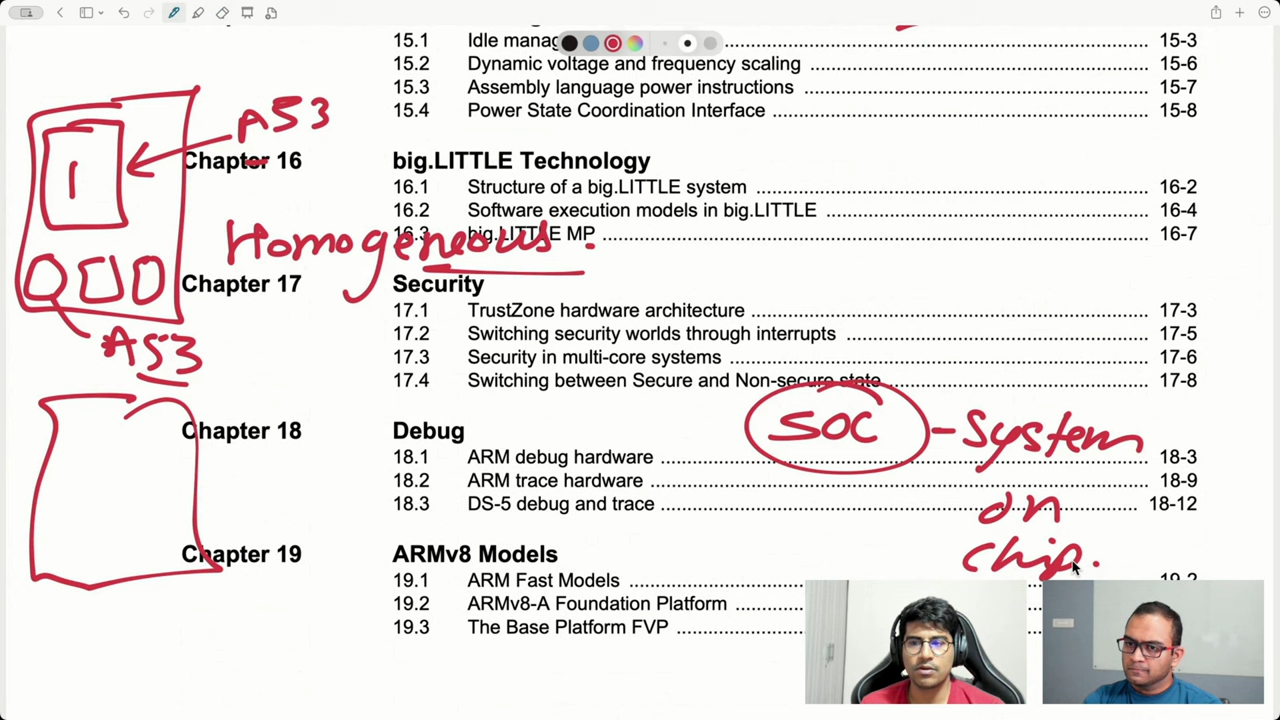 15.1 Idle manag 15-3
15.2 Dynamic voltage and frequency scaling 15-6
15.3 Assembly language power instructions 15-7
15.4 Power State Coordination Interface 15-8
A53
1
Chapter 16 big.LITTLE Technology
16.1 Structure of a big.LITTLE system 16-2
16.2 Software execution models in big.LITTLE 16-4
16.3 big.LITTLE MP 16-7
Homogeneous.
Chapter 17 Security
17.1 TrustZone hardware architecture 17-3
17.2 Switching security worlds through interrupts 17-5
17.3 Security in multi-core systems 17-6
17.4 Switching between Secure and Non-secure state 17-8
A53
SOC - System
on
chip.
Chapter 18 Debug
18.1 ARM debug hardware 18-3
18.2 ARM trace hardware 18-9
18.3 DS-5 debug and trace 18-12
Chapter 19 ARMv8 Models
19.1 ARM Fast Models 19-2
19.2 ARMv8-A Foundation Platform
19.3 The Base Platform FVP